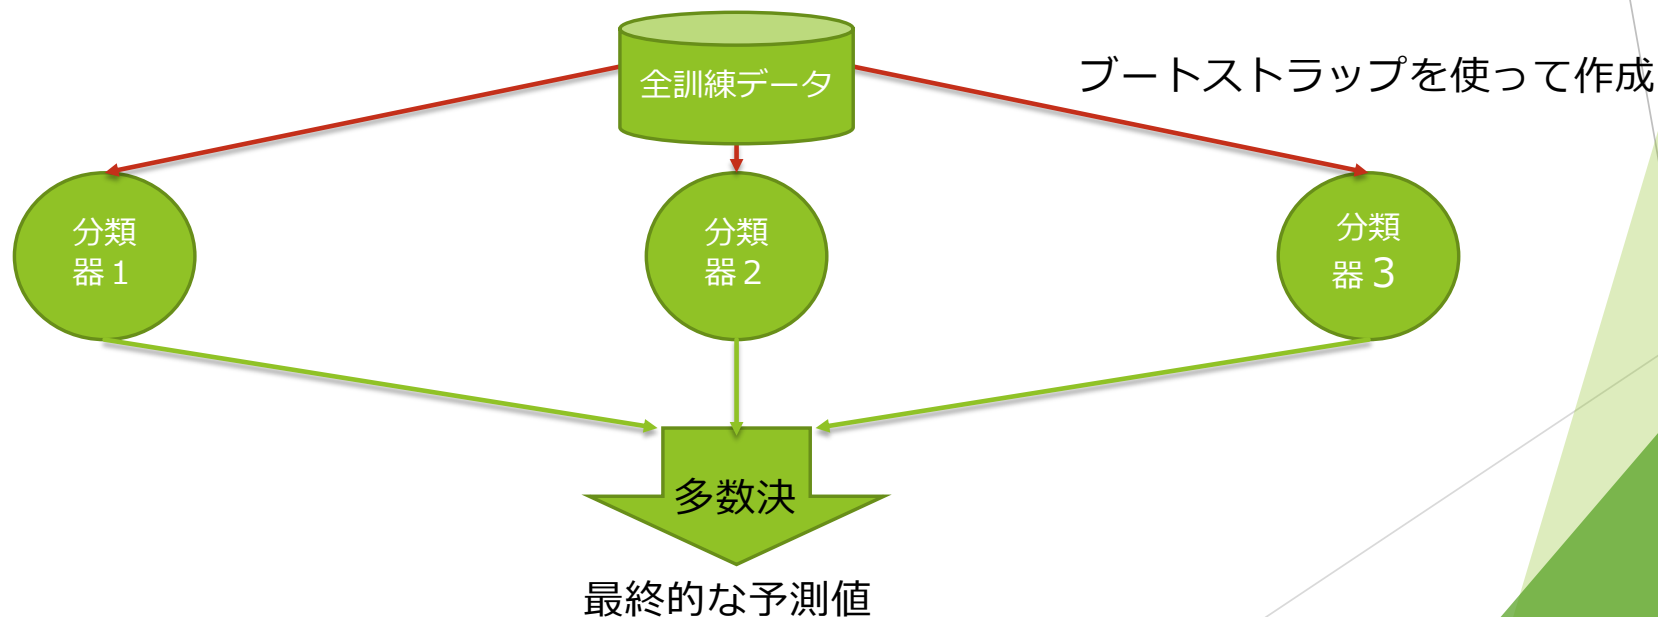 全訓練データ
ブートストラップを使って作成
分類
器１
分類
器２
分類
器３
多数決
最終的な予測値